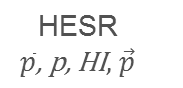 HESR
ṗ, p, HI, p⃗